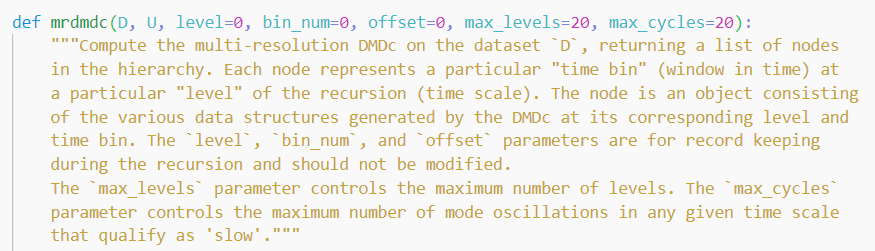 def mrdmdc(D, U, level=0, bin_num=0, offset=0, max_levels=20, max_cycles=20):
"""Compute the multi-resolution DMDc on the dataset `D`, returning a list of nodes
in the hierarchy. Each node represents a particular "time bin" (window in time) at
a particular "level" of the recursion (time scale). The node is an object consisting
of the various data structures generated by the DMDc at its corresponding level and
time bin. The `level`, `bin_num`, and `offset` parameters are for record keeping
during the recursion and should not be modified.
The `max_levels` parameter controls the maximum number of levels. The `max_cycles`
parameter controls the maximum number of mode oscillations in any given time scale
that qualify as 'slow'."""